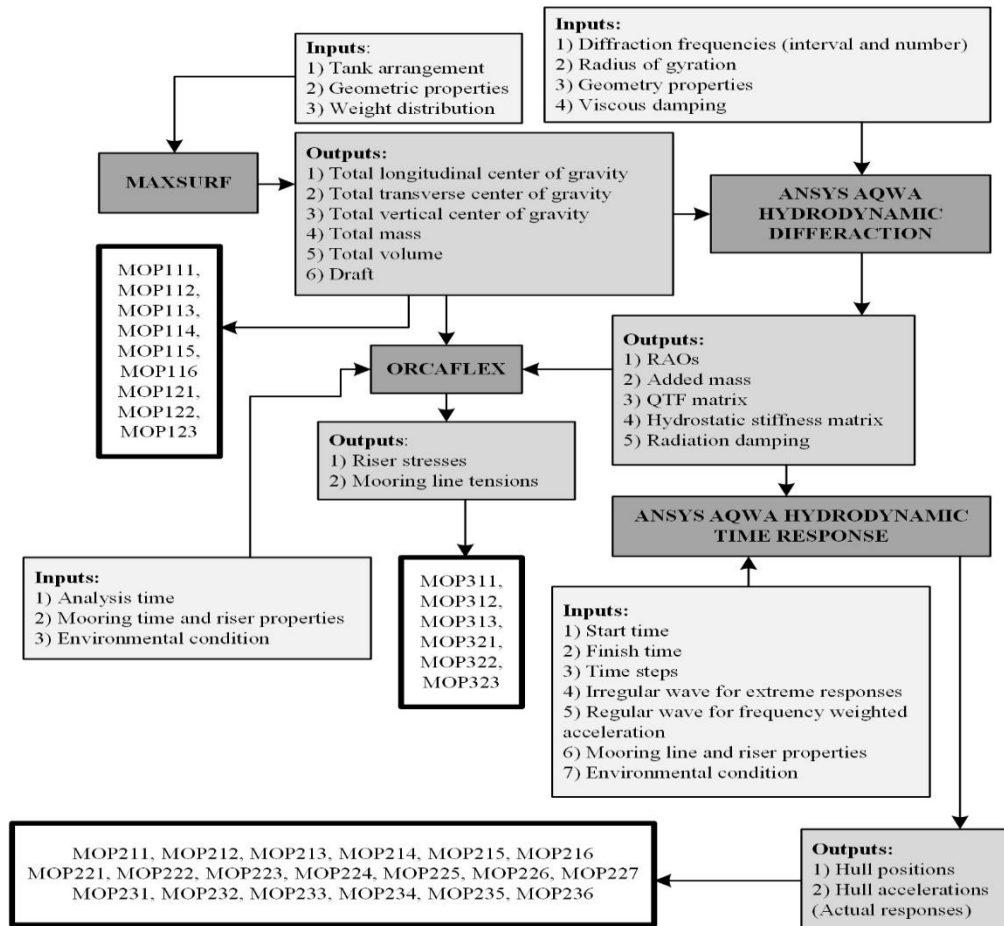 Inputs:
1) Tank arrangement
2) Geometric properties
3) Weight distribution
Inputs:
1) Diffraction frequencies (interval and number)
2) Radius of gyration
3) Geometry properties
4) Viscous damping
MAXSURF
Outputs:
1) Total longitudinal center of gravity
2) Total transverse center of gravity
3) Total vertical center of gravity
4) Total mass
5) Total volume
6) Draft
ANSYS AQWA
HYDRODYNAMIC
DIFFERACTION
MOP111,
MOP112,
MOP113,
MOP114,
MOP115,
MOP116
MOP121,
MOP122,
MOP123
ORCAFLEX
Outputs:
1) RAOs
2) Added mass
3) QTF matrix
4) Hydrostatic stiffness matrix
5) Radiation damping
Outputs:
1) Riser stresses
2) Mooring line tensions
ANSYS AQWA HYDRODYNAMIC
TIME RESPONSE
Inputs:
1) Analysis time
2) Mooring time and riser properties
3) Environmental condition
MOP311,
MOP312,
MOP313,
MOP321,
MOP322,
MOP323
Inputs:
1) Start time
2) Finish time
3) Time steps
4) Irregular wave for extreme responses
5) Regular wave for frequency weighted
acceleration
6) Mooring line and riser properties
7) Environmental condition
MOP211, MOP212, MOP213, MOP214, MOP215, MOP216
MOP221, MOP222, MOP223, MOP224, MOP225, MOP226, MOP227
MOP231, MOP232, MOP233, MOP234, MOP235, MOP236
Outputs:
1) Hull positions
2) Hull accelerations
(Actual responses)